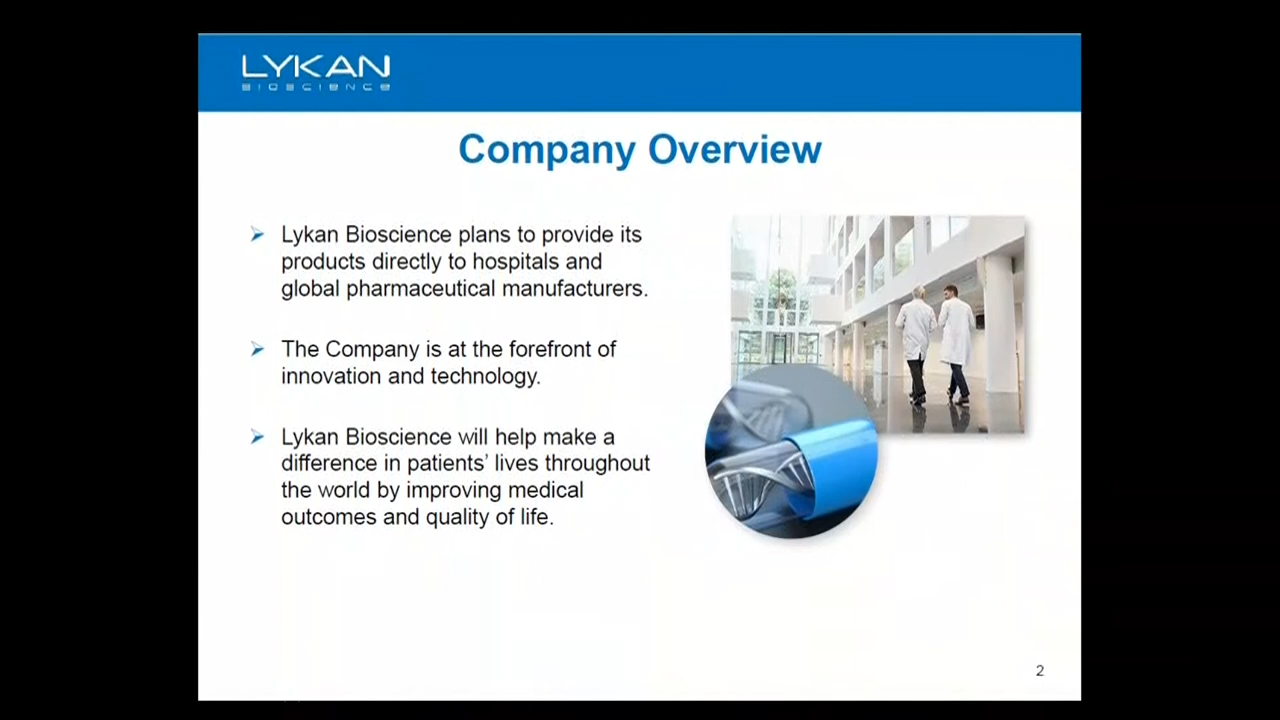 LYKAN
BIOSCIENCE
Company Overview
Lykan Bioscience plans to provide its
products directly to hospitals and
global pharmaceutical manufacturers.
The Company is at the forefront of
innovation and technology.
Lykan Bioscience will help make a
difference in patients’ lives throughout
the world by improving medical
outcomes and quality of life.
2